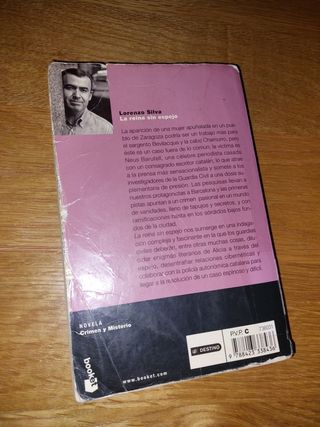 Lorenzo Silva
La reina sin espejo
La aparición de una mujer apuñalada en un pue-
blo de Zaragoza podría ser un trabajo más para
el sargento Bevilacqua y la cabo Chamorro, pero
éste es un caso fuera de lo común; la víctima es
Neus Barutell, una célebre periodista casada
con un consagrado escritor catalán, lo que atrae
a la prensa más sensacionalista y somete a los
investigadores de la Guardia Civil a una dosis su-
plementaria de presión. Las pesquisas llevan a
nuestros protagonistas a Barcelona y las primeras
pistas apuntan a un crimen pasional en un mundo
de vanidades, lleno de tapujos y secretos, y con
ramificaciones hasta en los sórdidos bajos fon-
dos de la ciudad.
La reina sin espejo nos sumerge en una indaga-
ción compleja y fascinante en la que los guardias
civiles deberán, entre otras muchas cosas, des-
cifrar enigmas literarios de Alicia a través del
espejo, desentrañar relaciones cibernéticas y
colaborar con la policía autonómica catalana para
llegar a la resolución de un caso espinoso y difícil.
NOVELA
Crimen y Misterio
booket
www.booket.com
DESTINO
P.V.P. C
9 788423 338436